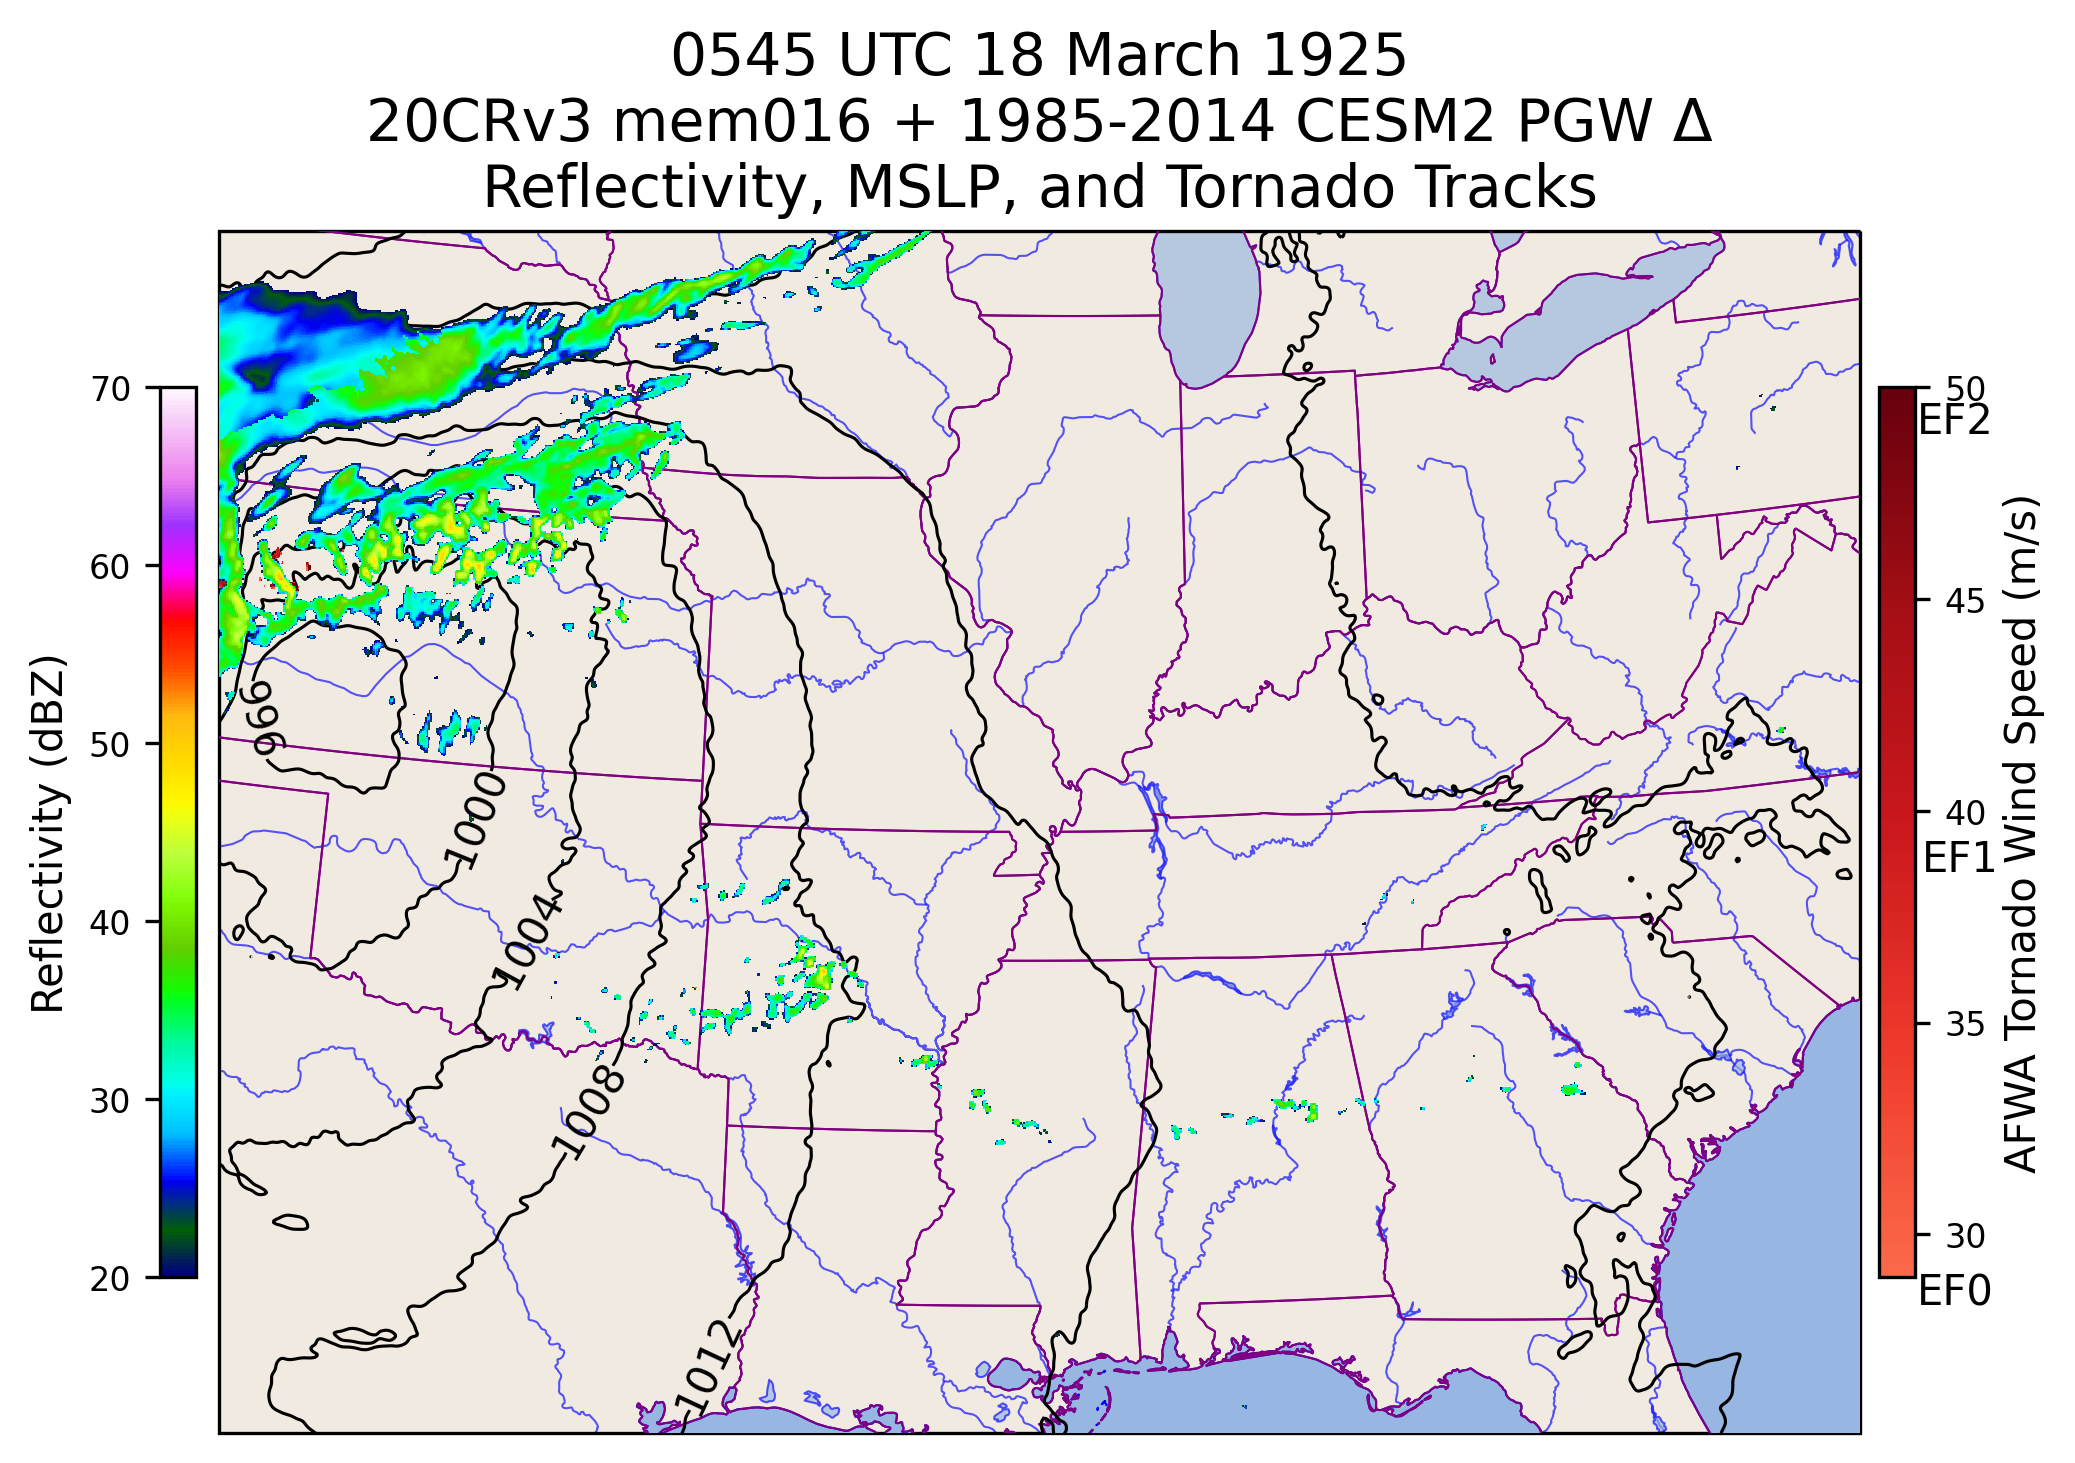 0545 UTC 18 March 1925
20CRv3 mem016 + 1985-2014 CESM2 PGW Δ
Reflectivity, MSLP, and Tornado Tracks
70
60
50
40
30
20
Reflectivity (dBZ)
996
1000
1004
1008
1012
50
EF2
45
40
EF1
35
30
EF0
AFWA Tornado Wind Speed (m/s)